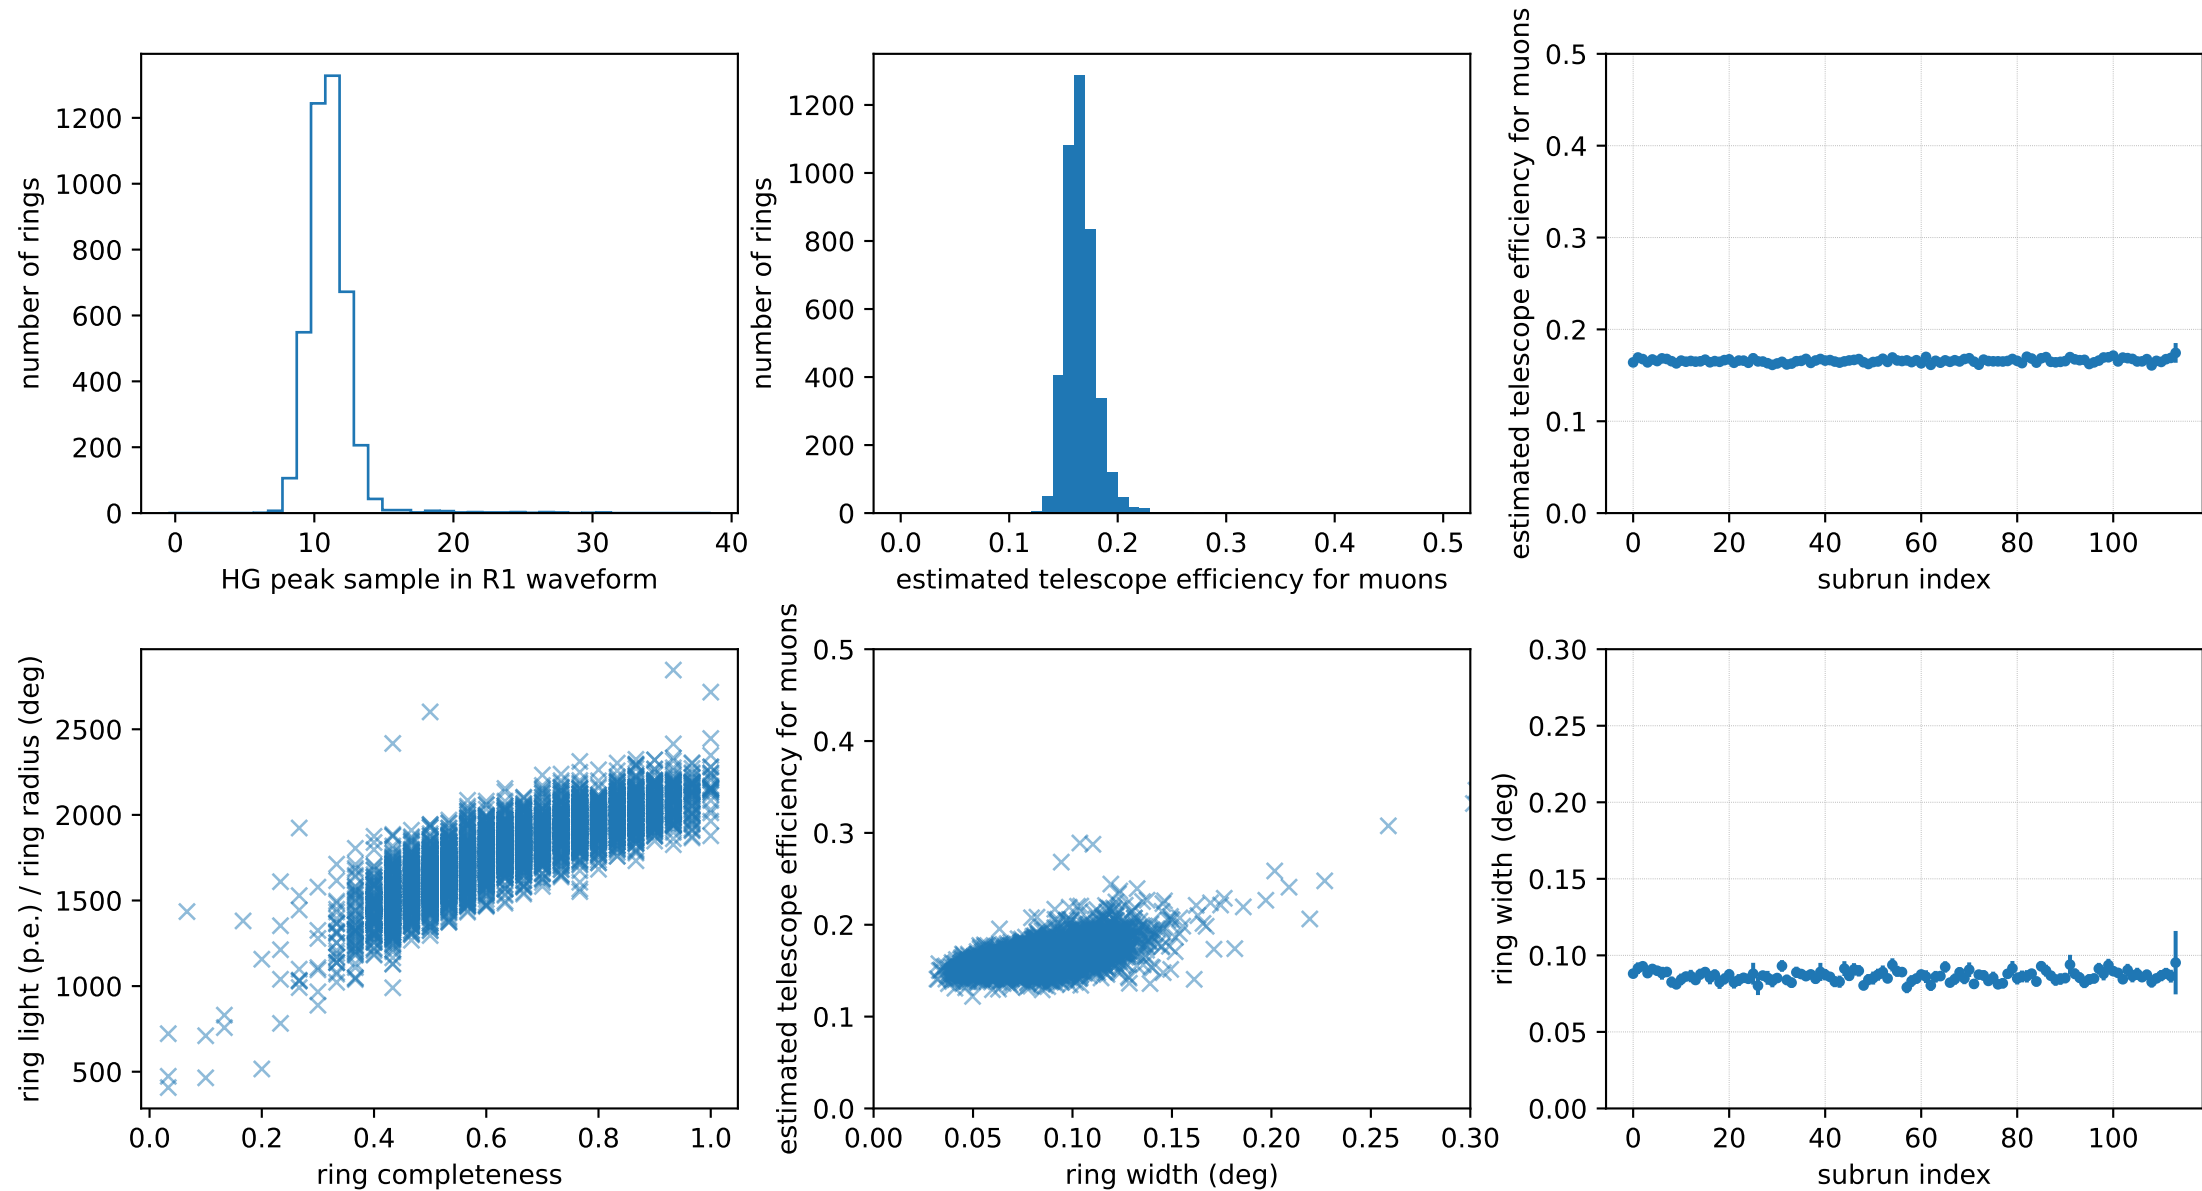 number of rings
1200
1000
800
600
400
200
0
0 10 20 30 40
HG peak sample in R1 waveform
number of rings
1200
1000
800
600
400
200
0
0.0 0.1 0.2 0.3 0.4 0.5
estimated telescope efficiency for muons
estimated telescope efficiency for muons
0.5
0.4
0.3
0.2
0.1
0.0
0 20 40 60 80 100
subrun index
ring light (p.e.) / ring radius (deg)
2500
2000
1500
1000
500
0.0 0.2 0.4 0.6 0.8 1.0
ring completeness
estimated telescope efficiency for muons
0.5
0.4
0.3
0.2
0.1
0.0
0.00 0.05 0.10 0.15 0.20 0.25 0.30
ring width (deg)
ring width (deg)
0.30
0.25
0.20
0.15
0.10
0.05
0.00
0 20 40 60 80 100
subrun index